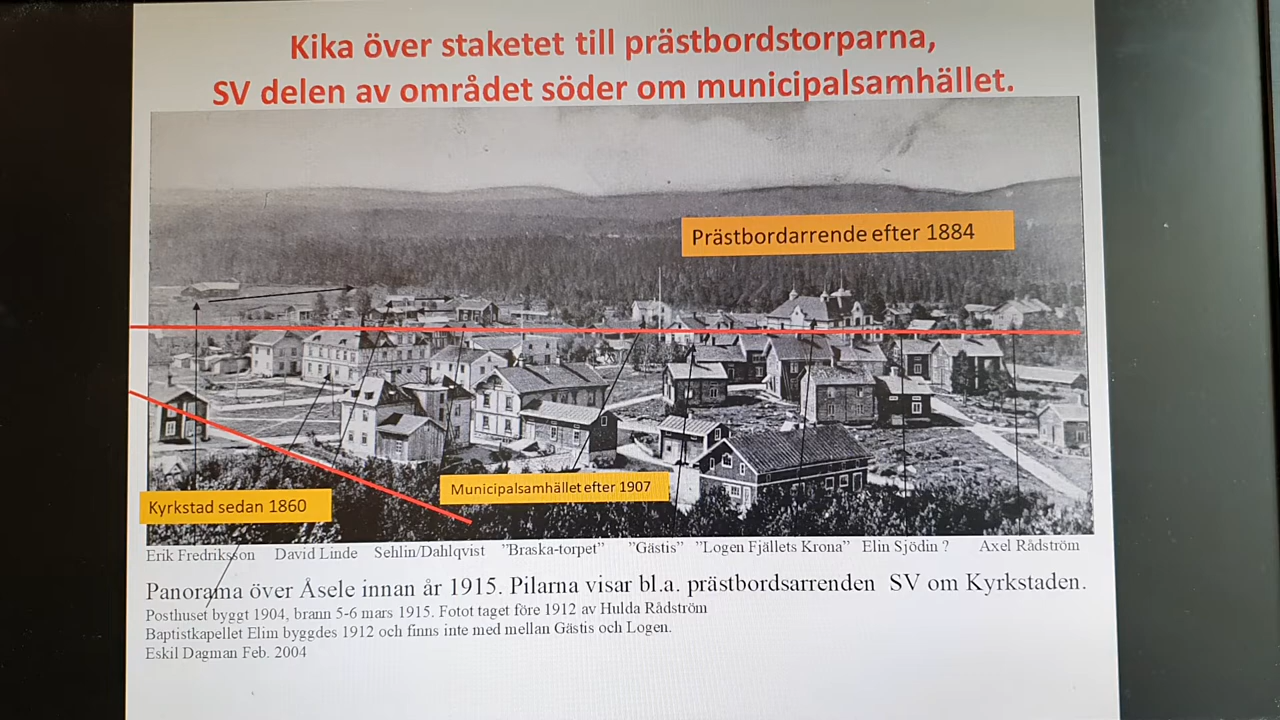 Kika över staketet till prästbordstorparna,
SV delen av området söder om municipalsamhället.
Prästbordarrende efter 1884
Kyrkstad sedan 1860
Municipalsamhället efter 1907
Erik Fredriksson David Linde Sehlin/Dahlqvist ”Braska-torpet” ”Gästis” ”Logen Fjällets Krona” Elin Sjödin ? Axel Rådström
Panorama över Åsele innan år 1915. Pilarna visar bl.a. prästbordsarrenden SV om Kyrkstaden.
Posthuset byggt 1904, brann 5-6 mars 1915. Fotot taget före 1912 av Hulda Rådström
Baptistkapellet Elim byggdes 1912 och finns inte med mellan Gästis och Logen.
Eskil Dagman Feb. 2004